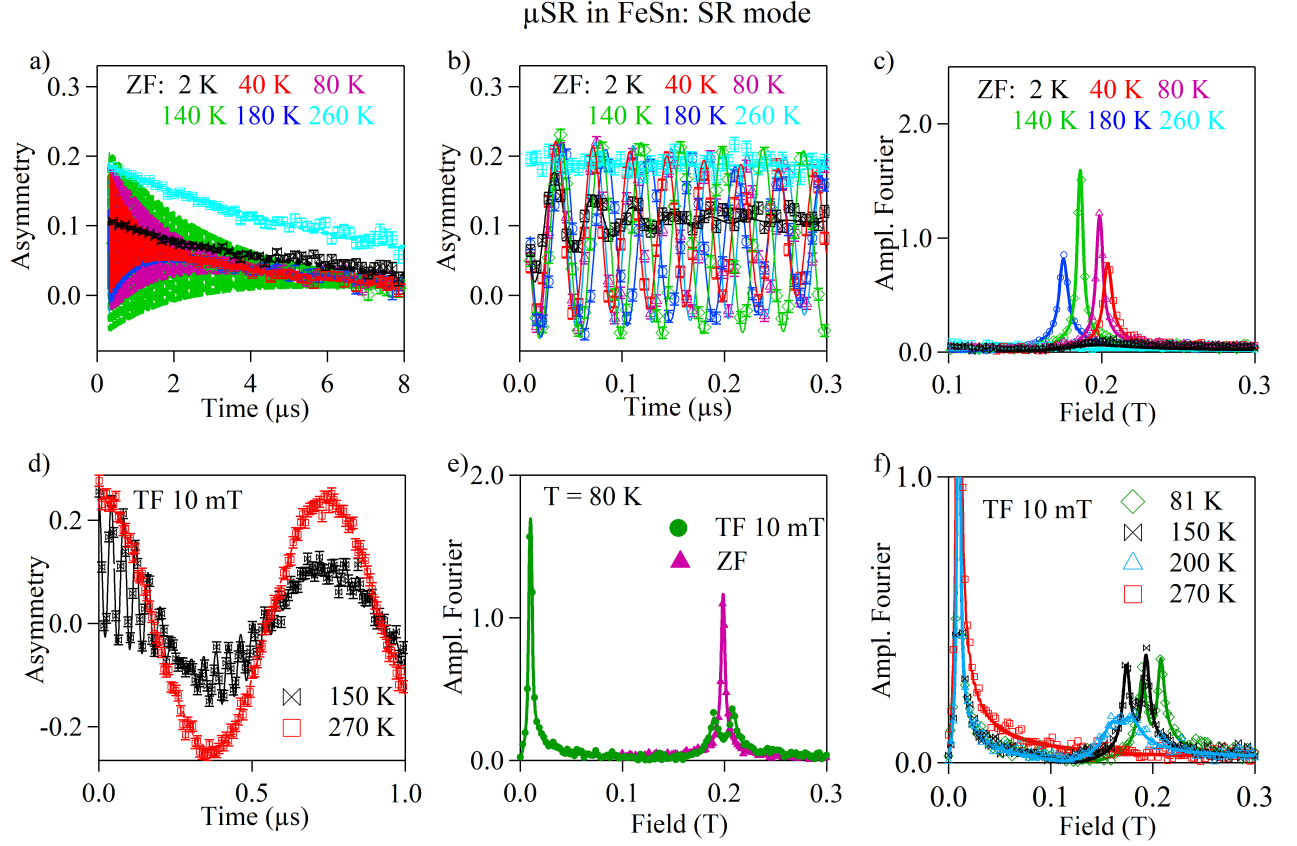 µSR in FeSn: SR mode
a)
ZF: 2 K 40 K 80 K
140 K 180 K 260 K
0.3
0.2
0.1
0.0
Asymmetry
0 2 4 6 8
Time (µs)
b)
ZF: 2 K 40 K 80 K
140 K 180 K 260 K
0.3
0.2
0.1
0.0
Asymmetry
0.0 0.1 0.2 0.3
Time (µs)
c)
ZF: 2 K 40 K 80 K
140 K 180 K 260 K
2.0
1.0
0.0
Ampl. Fourier
0.1 0.2 0.3
Field (T)
d)
TF 10 mT
0.2
0.0
-0.2
Asymmetry
150 K
270 K
0.0 0.5 1.0
Time (µs)
e)
T = 80 K
TF 10 mT
ZF
2.0
1.0
0.0
Ampl. Fourier
0.0 0.1 0.2 0.3
Field (T)
f)
TF 10 mT
81 K
150 K
200 K
270 K
1.0
0.0
Ampl. Fourier
0.0 0.1 0.2 0.3
Field (T)